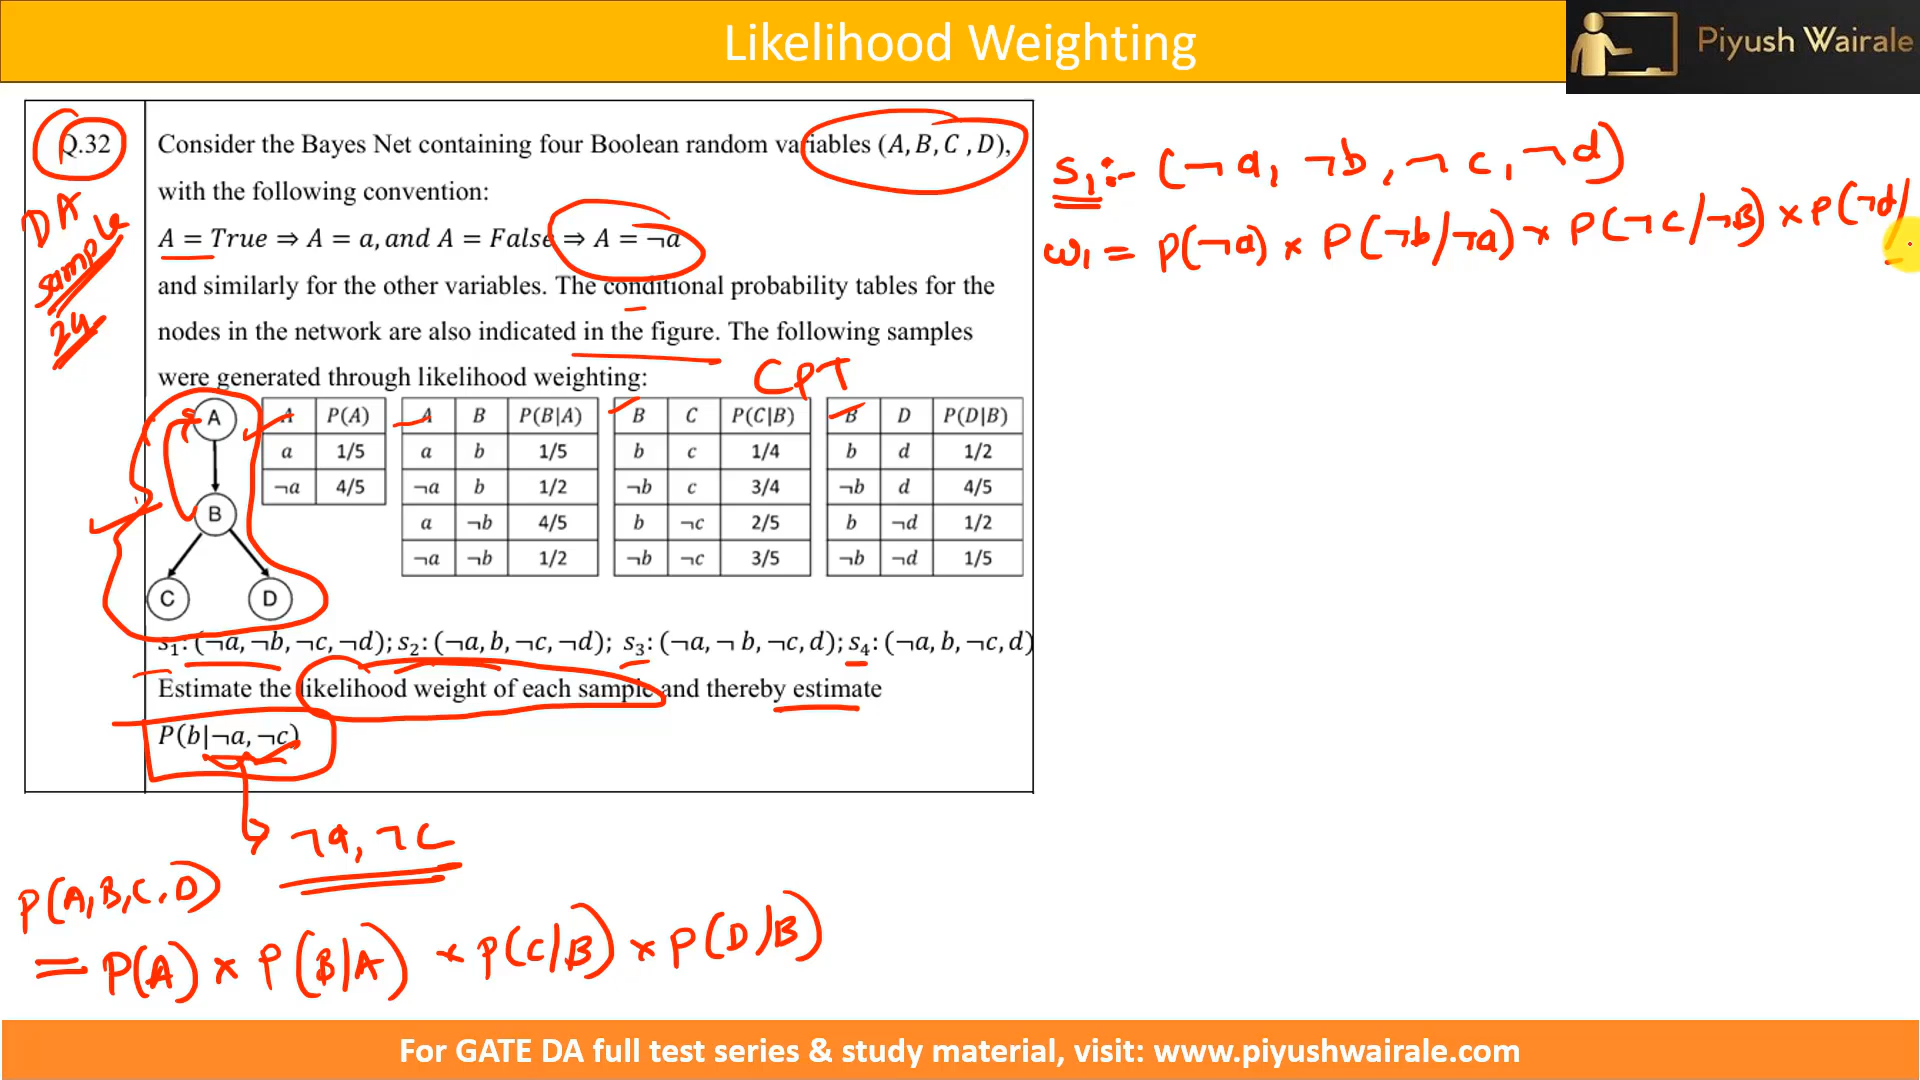 Likelihood Weighting
Piyush Wairale
Q.32
Consider the Bayes Net containing four Boolean random variables (A, B, C , D),
with the following convention:
A = True ⇒ A = a, and A = False ⇒ A = ¬a
and similarly for the other variables. The conditional probability tables for the
nodes in the network are also indicated in the figure. The following samples
were generated through likelihood weighting:
DA
sample
24
CPT
A
B
C
D
A P(A)
a 1/5
¬a 4/5
A B P(B|A)
a b 1/5
¬a b 1/2
a ¬b 4/5
¬a ¬b 1/2
B C P(C|B)
b c 1/4
¬b c 3/4
b ¬c 2/5
¬b ¬c 3/5
B D P(D|B)
b d 1/2
¬b d 4/5
b ¬d 1/2
¬b ¬d 1/5
s₁: (¬a, ¬b, ¬c, ¬d); s₂: (¬a, b, ¬c, ¬d); s₃: (¬a, ¬ b, ¬c, d); s₄: (¬a, b, ¬c, d)
Estimate the likelihood weight of each sample and thereby estimate
P(b|¬a, ¬c)
¬a, ¬c
P(A, B, C, D)
= P(A) × P(B|A) × P(C|B) × P(D|B)
S₁ :- (¬a, ¬b, ¬c, ¬d)
ω₁ = P(¬a) × P(¬b/¬a) × P(¬c/¬B) × P(¬d/
For GATE DA full test series & study material, visit: www.piyushwairale.com